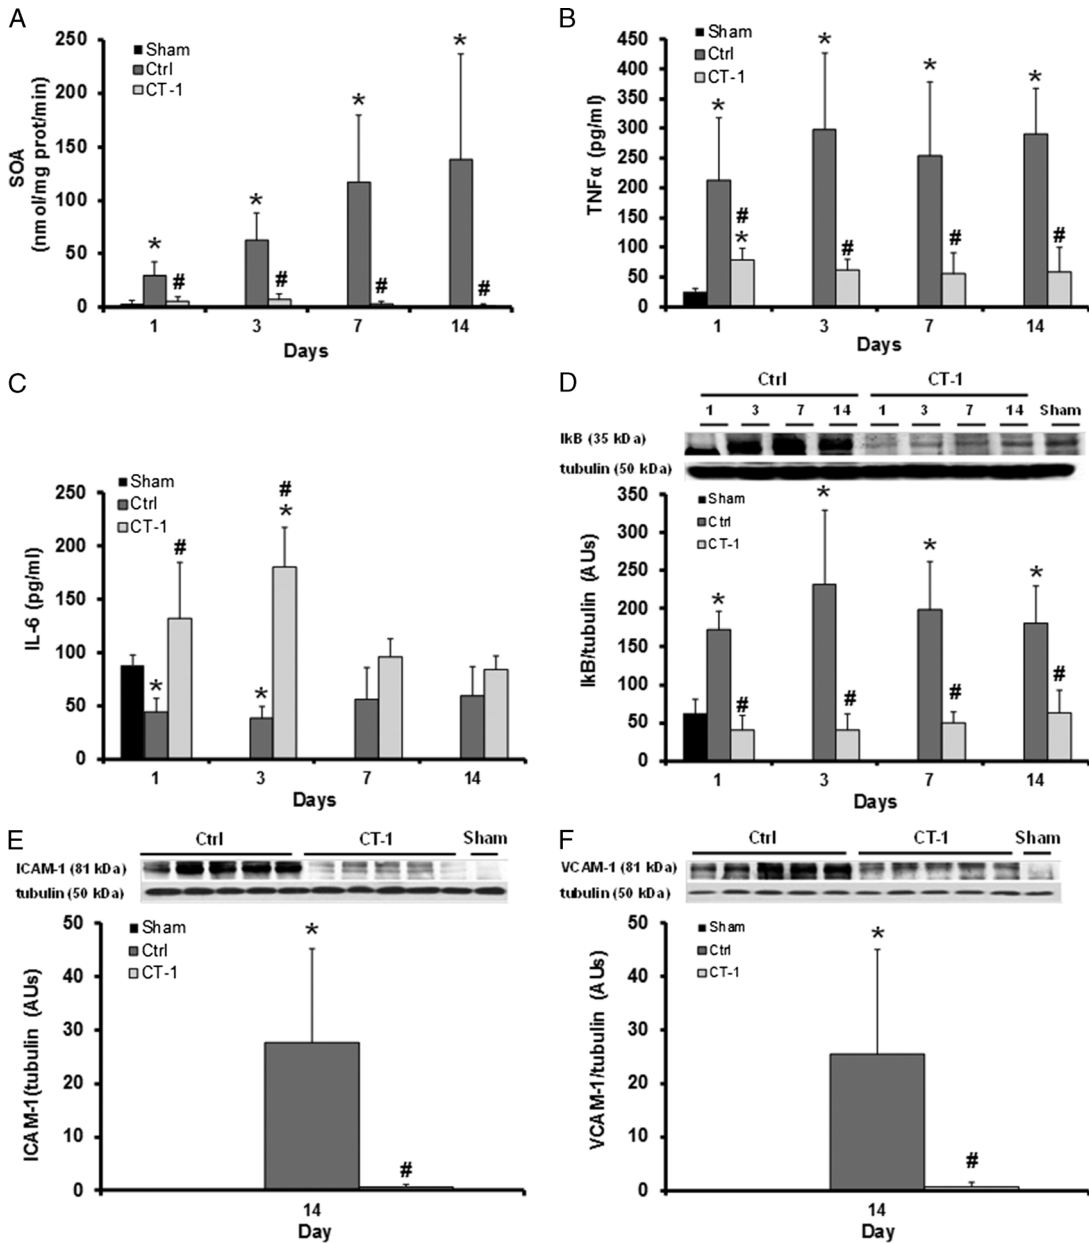 A
250
200
150
100
50
0
SOA
(nmol/mg prot/min)
Sham
Ctrl
CT-1
*
#
*
#
*
#
*
#
1 3 7 14
Days
B
450
400
350
300
250
200
150
100
50
0
TNFα (pg/ml)
Sham
Ctrl
CT-1
*
#
*
*
#
*
#
*
#
1 3 7 14
Days
C
250
200
150
100
50
0
IL-6 (pg/ml)
Sham
Ctrl
CT-1
*
#
*
#
*
1 3 7 14
Days
D
Ctrl CT-1
1 3 7 14 1 3 7 14 Sham
IkB (35 kDa)
tubulin (50 kDa)
350
300
250
200
150
100
50
0
IkB/tubulin (AUs)
Sham
Ctrl
CT-1
*
#
*
#
*
#
*
#
1 3 7 14
Days
E
Ctrl CT-1 Sham
ICAM-1 (81 kDa)
tubulin (50 kDa)
50
40
30
20
10
0
ICAM-1(tubulin (AUs)
Sham
Ctrl
CT-1
*
#
14
Day
F
Ctrl CT-1 Sham
VCAM-1 (81 kDa)
tubulin (50 kDa)
50
40
30
20
10
0
VCAM-1/tubulin (AUs)
Sham
Ctrl
CT-1
*
#
14
Day